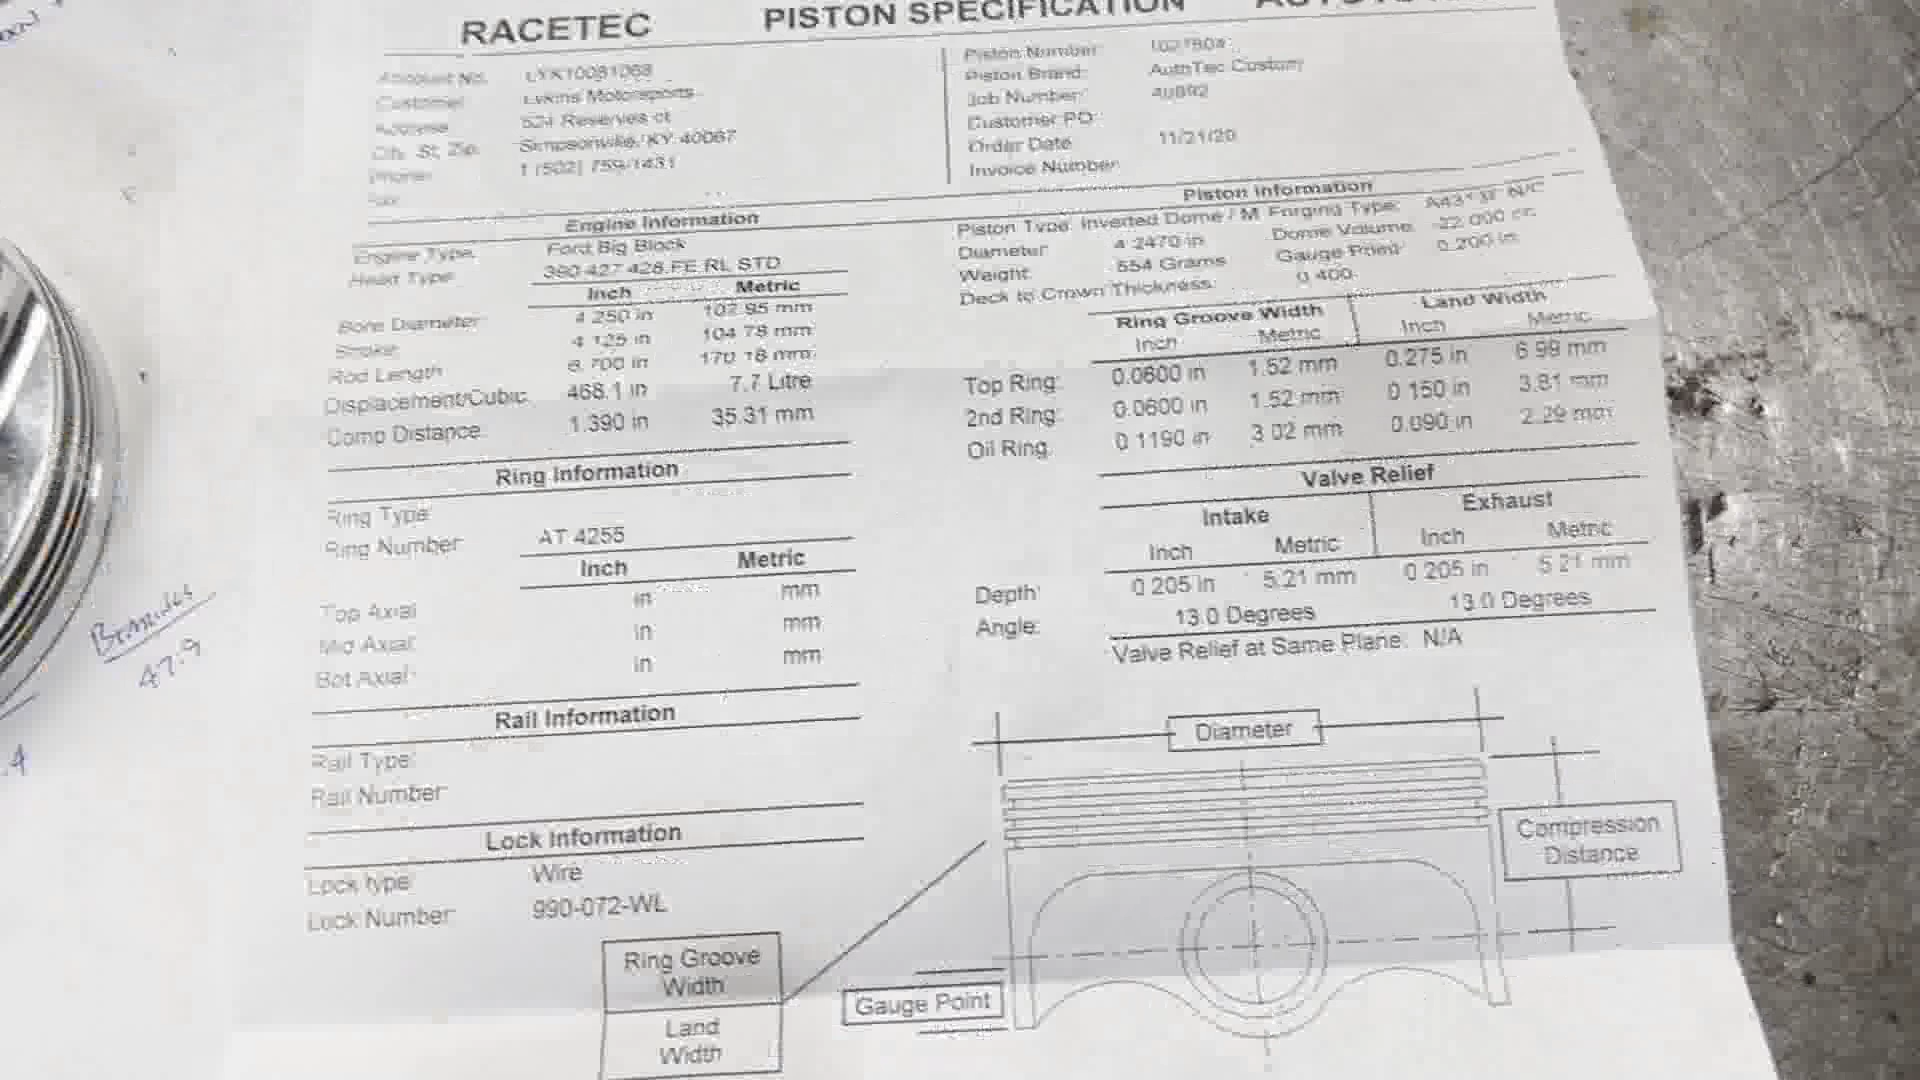 RACETEC PISTON SPECIFICATION
Account No.
Customer Lykins Motorsports
Address 524 Reserves ct
City, St, Zip: Simpsonville, KY 40067
Phone: 1 (502) 759-1431
Fax:
Piston Number:
Piston Brand: AuthTec Custom
Job Number: 40892
Customer PO:
Order Date 11/21/20
Invoice Number:
Engine Information
Engine Type: Ford Big Block
Head Type: 390 427 428 FE RL STD
Inch Metric
Bore Diameter: 4.250 in mm
Stroke: 4.125 in 104.78 mm
Rod Length 6.700 in 170.18 mm
Displacement/Cubic 468.1 in 7.7 Litre
Comp Distance: 1.390 in 35.31 mm
Ring Information
Ring Type:
Ring Number: AT 4255
Inch Metric
Top Axial in mm
Mid Axial: in mm
Bot Axial: in mm
Rail Information
Rail Type:
Rail Number:
Lock Information
Lock type: Wire
Lock Number: 990-072-WL
Ring Groove
Width
Land
Width
Piston Information
Piston Type: Inverted Dome / M Forging Type:
Diameter: 4.2470 in Dome Volume: -22.000 cc
Weight: 554 Grams Gauge Point: 0.200 in
Deck to Crown Thickness: 0.400
Ring Groove Width Land Width
Inch Metric Inch Metric
Top Ring: 0.0600 in 1.52 mm 0.275 in 6.99 mm
2nd Ring: 0.0600 in 1.52 mm 0.150 in 3.81 mm
Oil Ring: 0.1190 in 3.02 mm 0.090 in 2.29 mm
Valve Relief
Intake Exhaust
Inch Metric Inch Metric
Depth: 0.205 in 5.21 mm 0.205 in 5.21 mm
Angle: 13.0 Degrees 13.0 Degrees
Valve Relief at Same Plane: N/A
Diameter
Compression
Distance
Gauge Point
BEARINGS
47.9